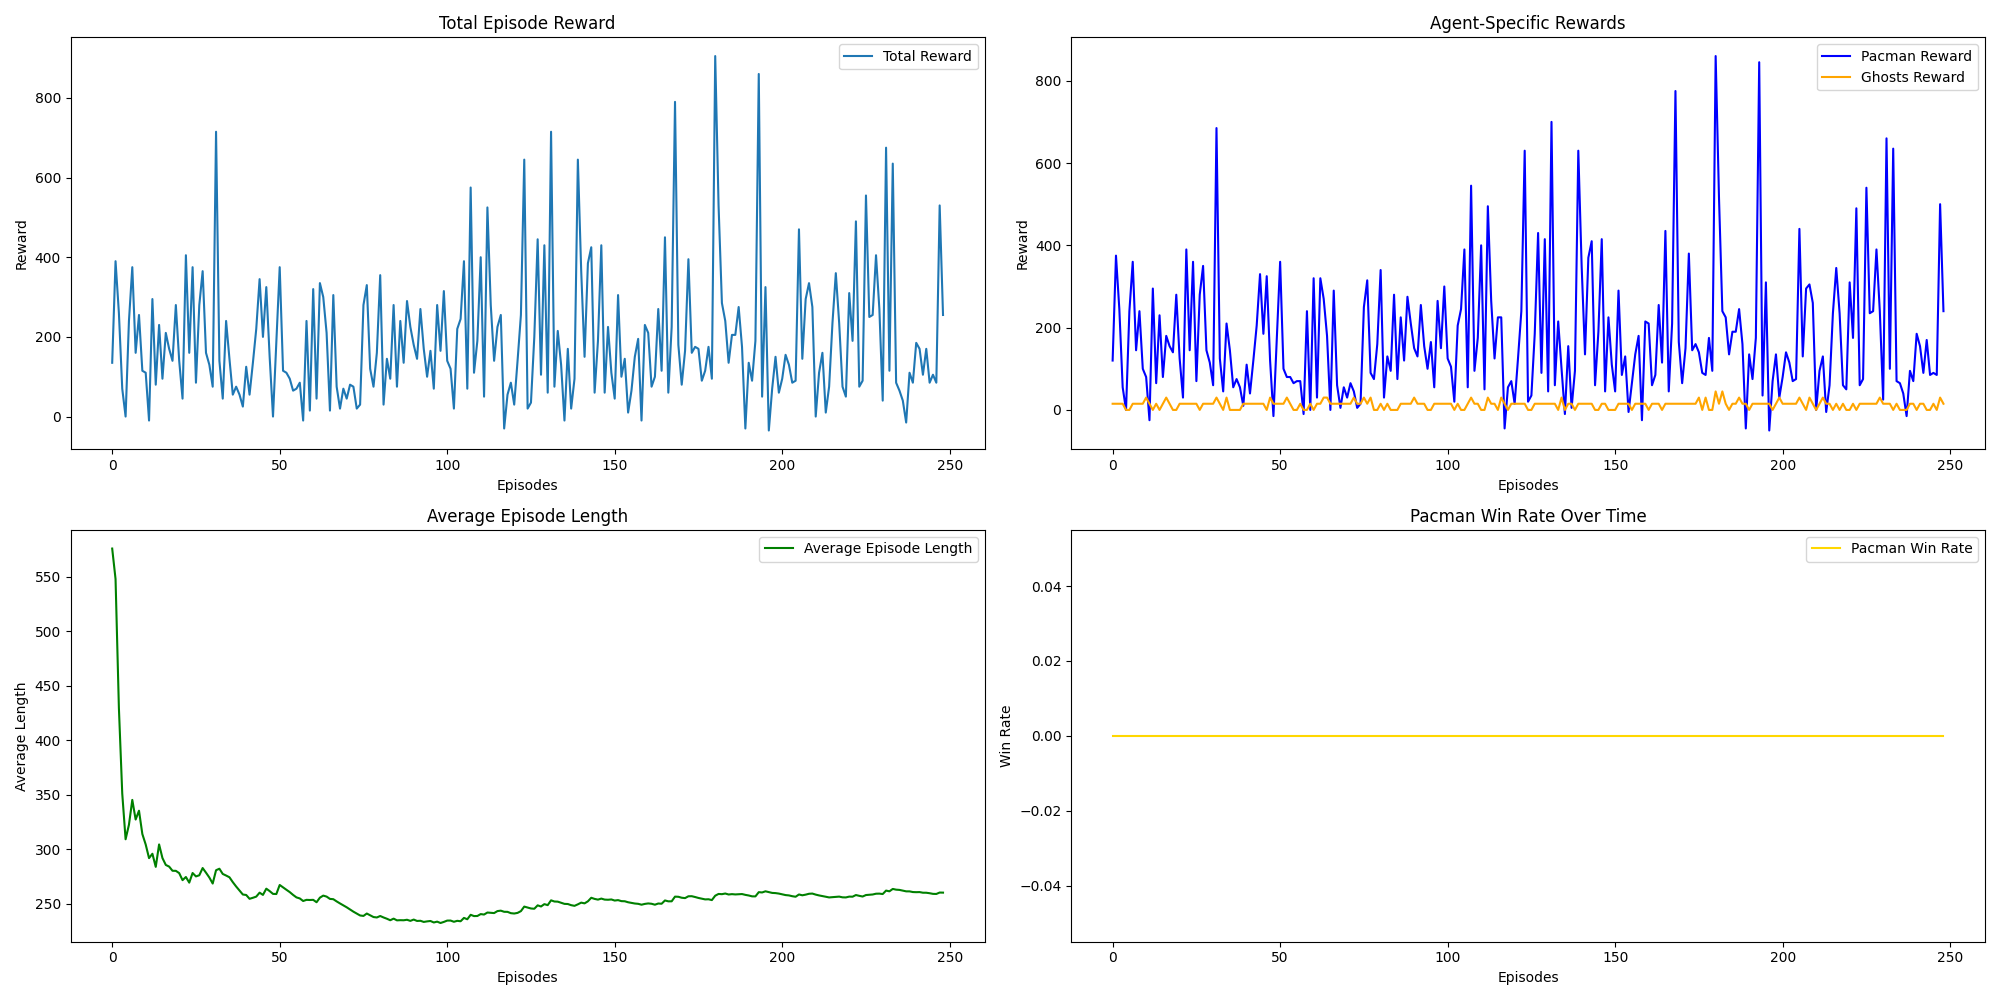 Total Episode Reward
Total Reward
Reward
800
600
400
200
0
0 50 100 150 200 250
Episodes
Agent-Specific Rewards
Pacman Reward
Ghosts Reward
Reward
800
600
400
200
0
0 50 100 150 200 250
Episodes
Average Episode Length
Average Episode Length
Average Length
550
500
450
400
350
300
250
0 50 100 150 200 250
Episodes
Pacman Win Rate Over Time
Pacman Win Rate
Win Rate
0.04
0.02
0.00
−0.02
−0.04
0 50 100 150 200 250
Episodes